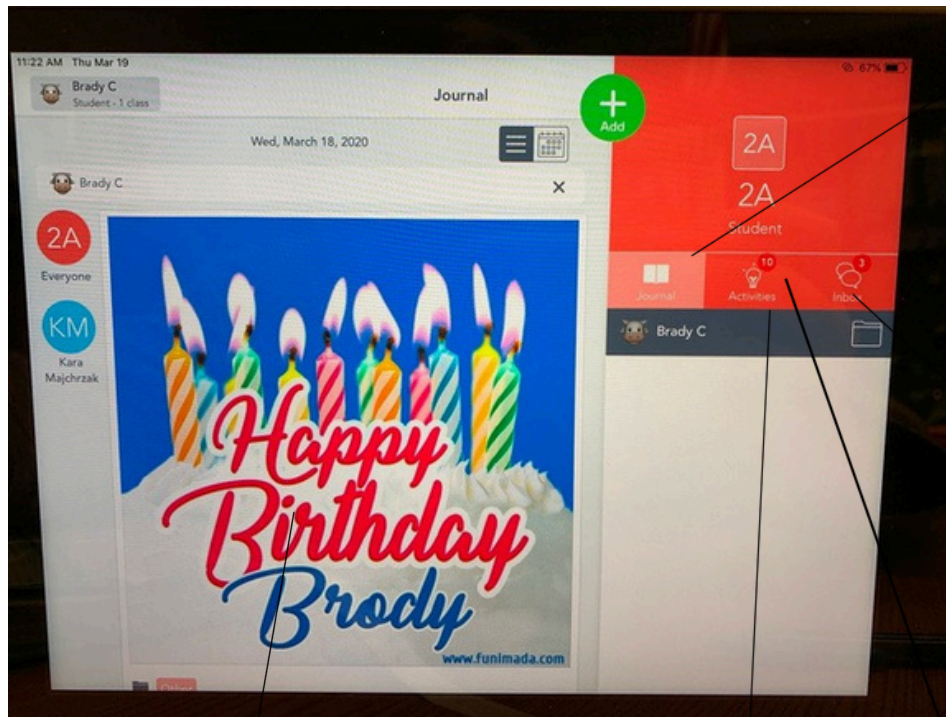 11:22 AM Thu Mar 19
67%
Brady C
Student - 1 class
Journal
Add
Wed, March 18, 2020
Brady C
2A
Everyone
KM
Kara
Majchrzak
Happy
Birthday
Brody
www.funimada.com
Other
2A
2A
Student
Journal
10
Activities
3
Inbox
Brady C